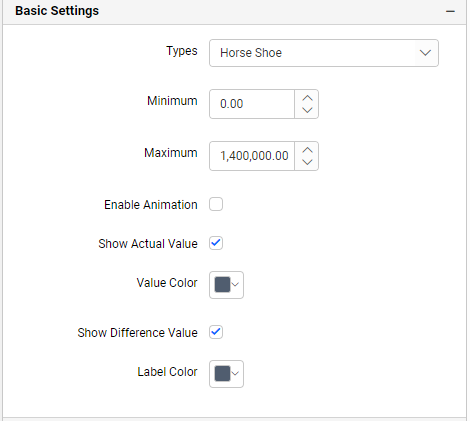 Basic Settings
Types Horse Shoe
Minimum 0.00
Maximum 1,400,000.00
Enable Animation
Show Actual Value
Value Color
Show Difference Value
Label Color